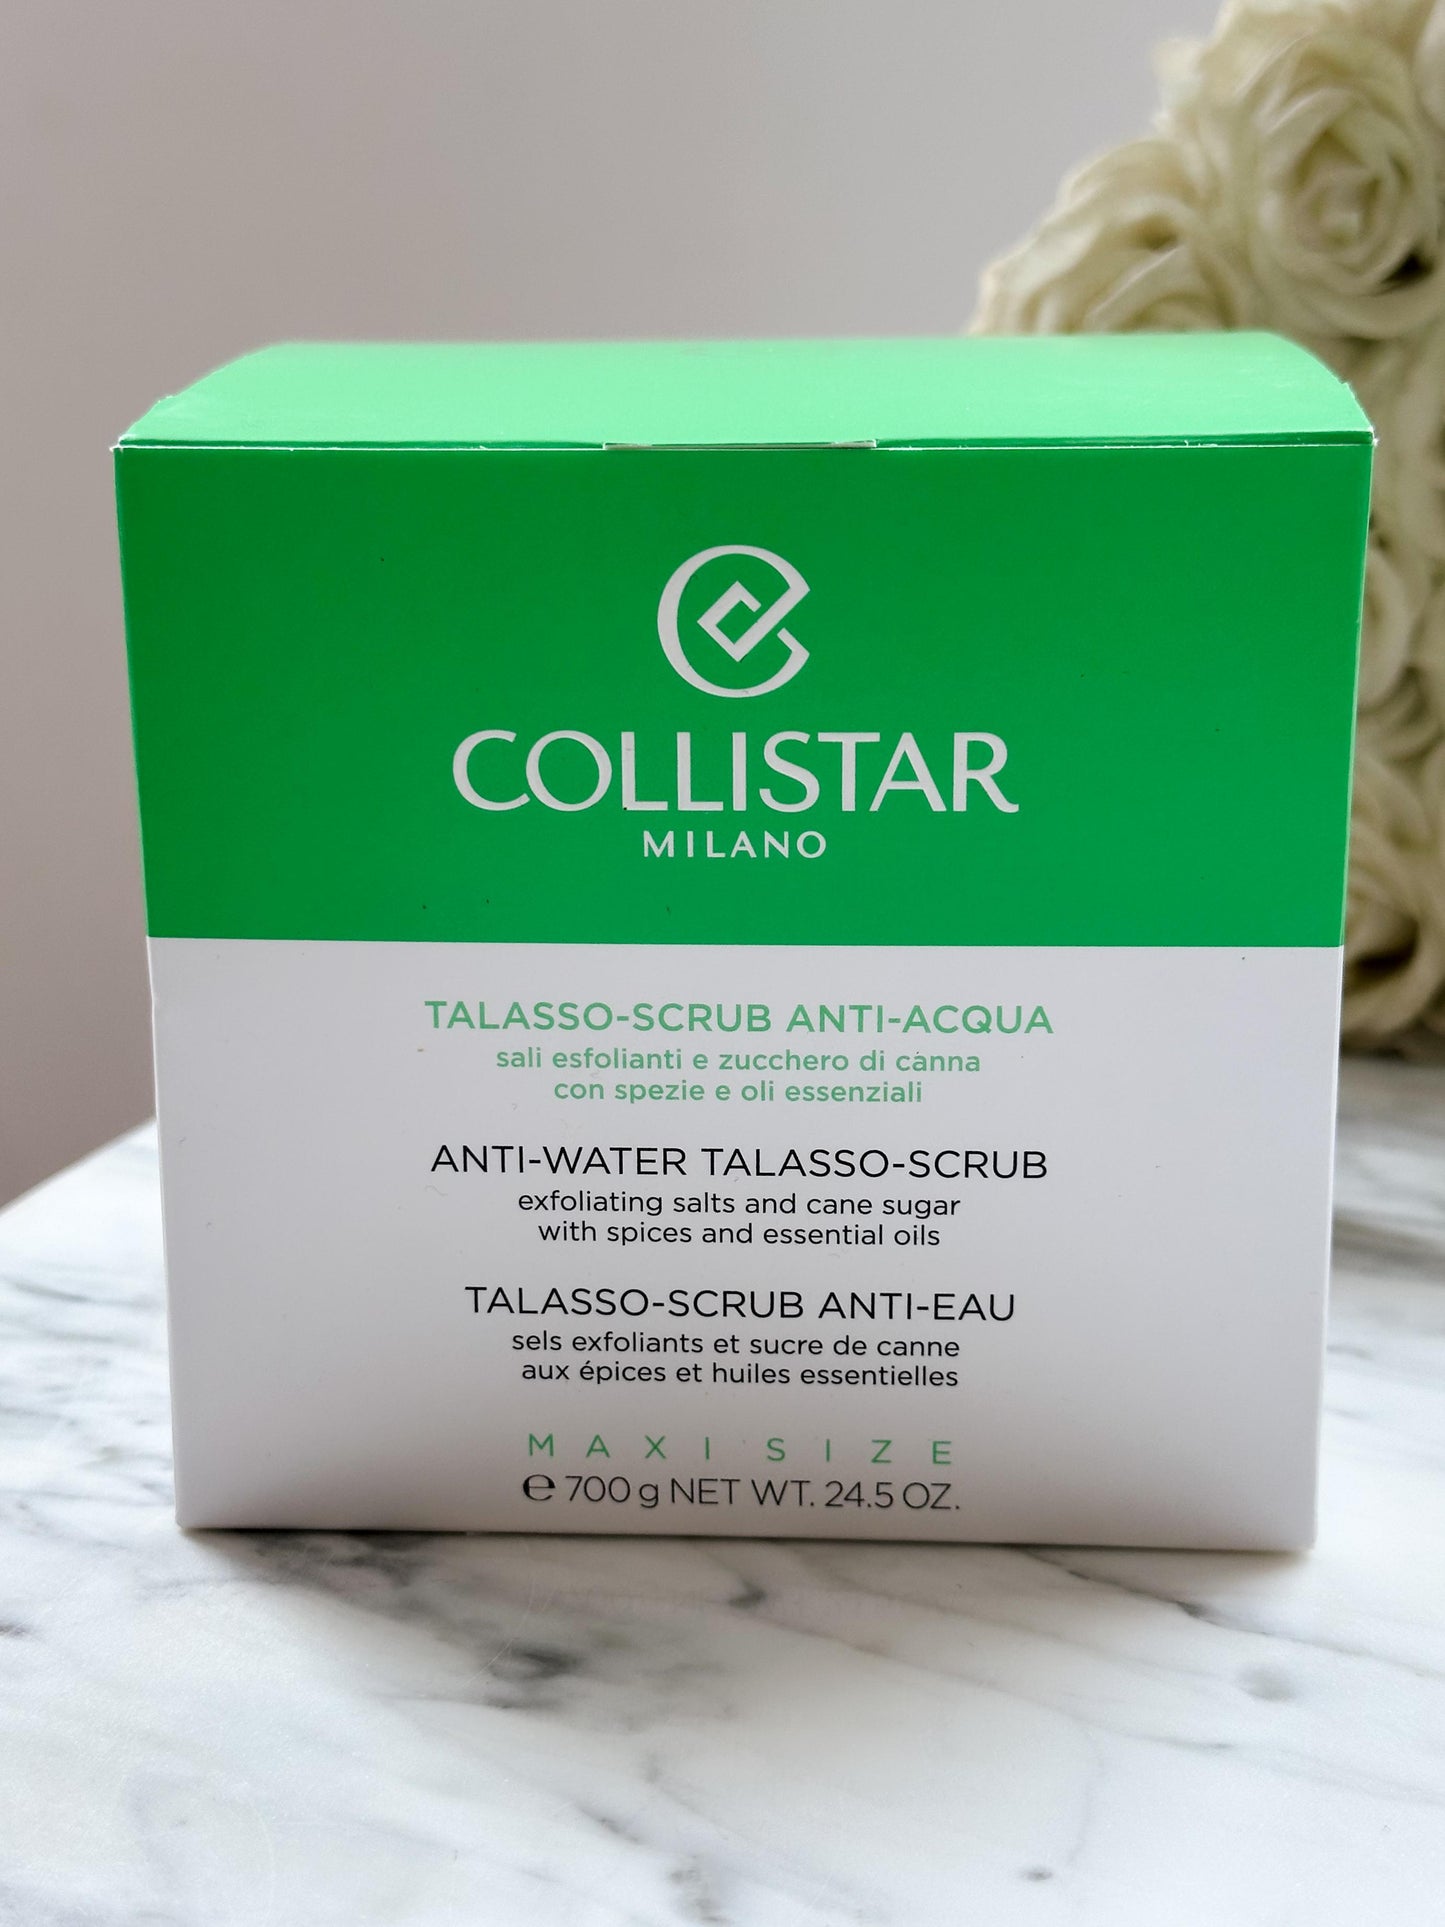 COLLISTAR
MILANO
TALASSO-SCRUB ANTI-ACQUA
sali esfolianti e zucchero di canna
con spezie e oli essenziali
ANTI-WATER TALASSO-SCRUB
exfoliating salts and cane sugar
with spices and essential oils
TALASSO-SCRUB ANTI-EAU
sels exfoliants et sucre de canne
aux épices et huiles essentielles
MAXI SIZE
℮ 700 g NET WT. 24.5 OZ.